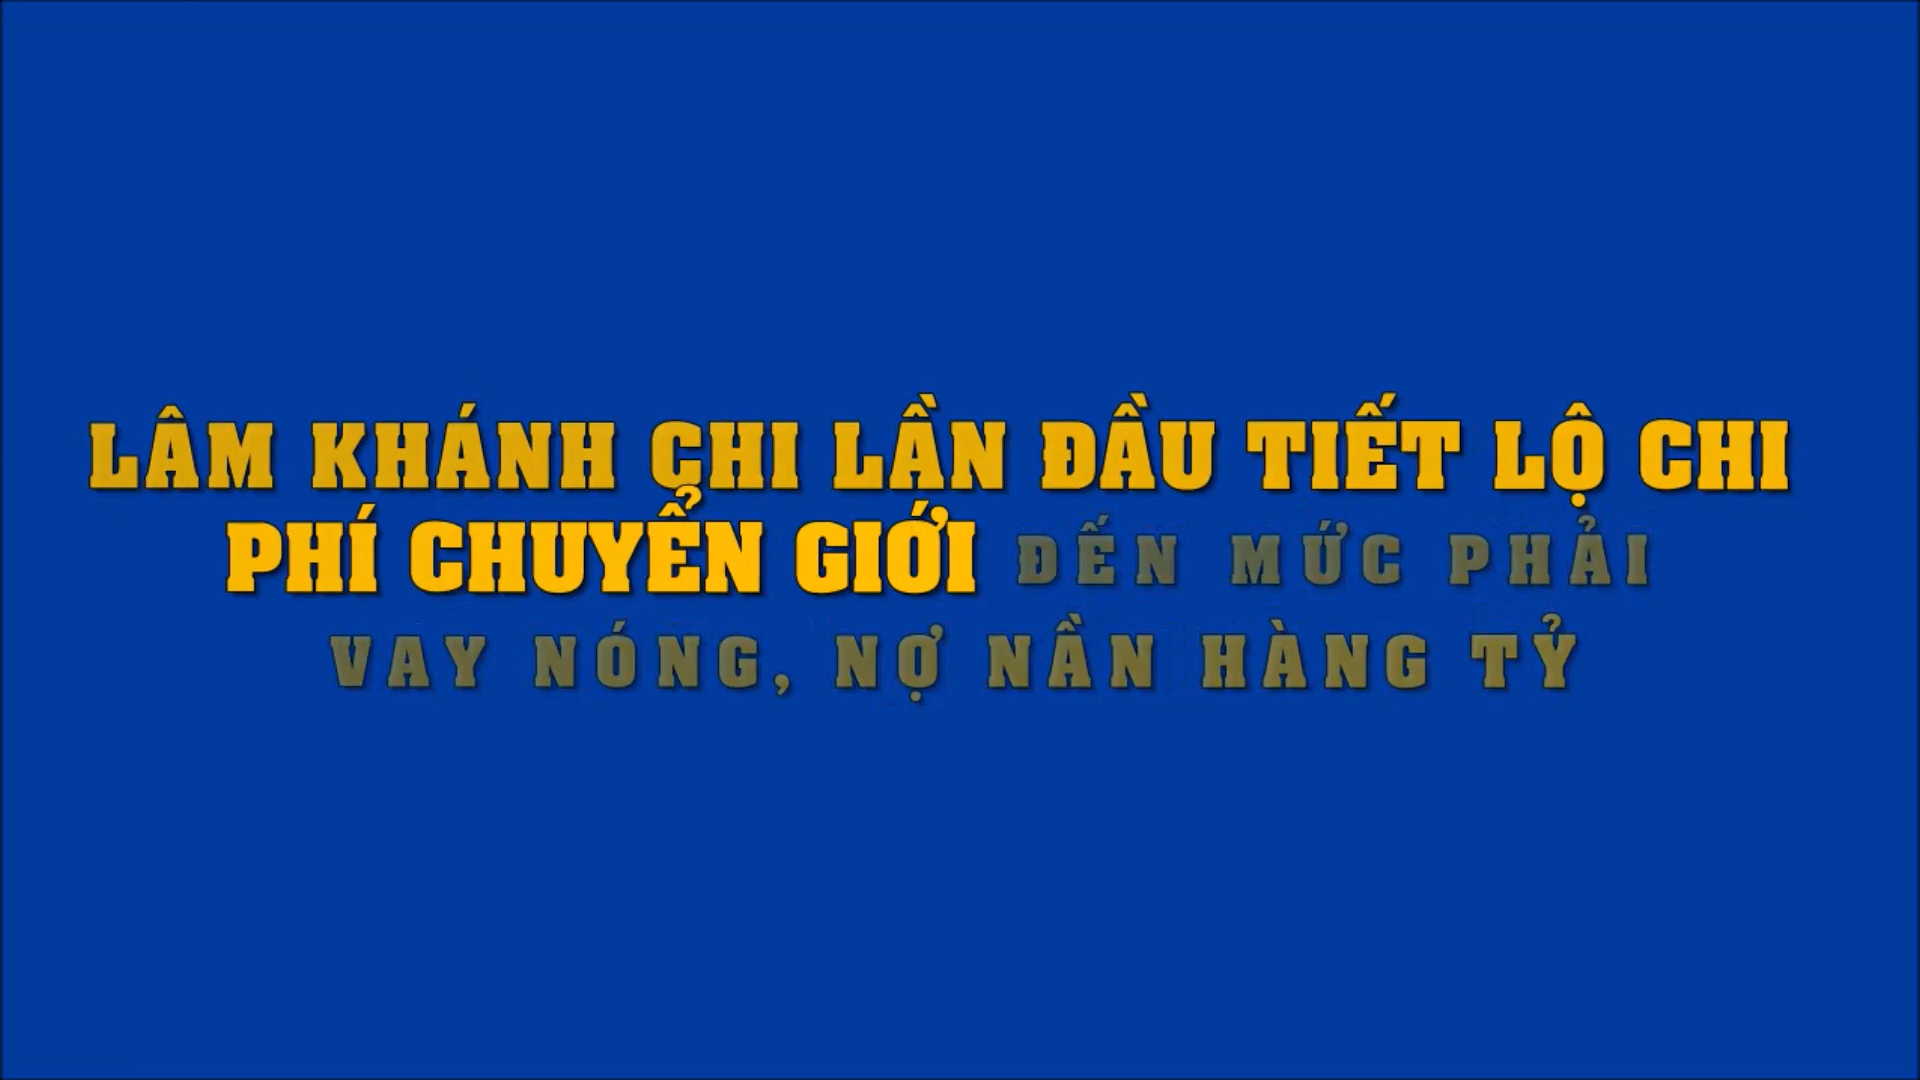 LÂM KHÁNH CHI LẦN ĐẦU TIẾT LỘ CHI
PHÍ CHUYỂN GIỚI ĐẾN MỨC PHẢI
VAY NÓNG, NỢ NẦN HÀNG TỶ